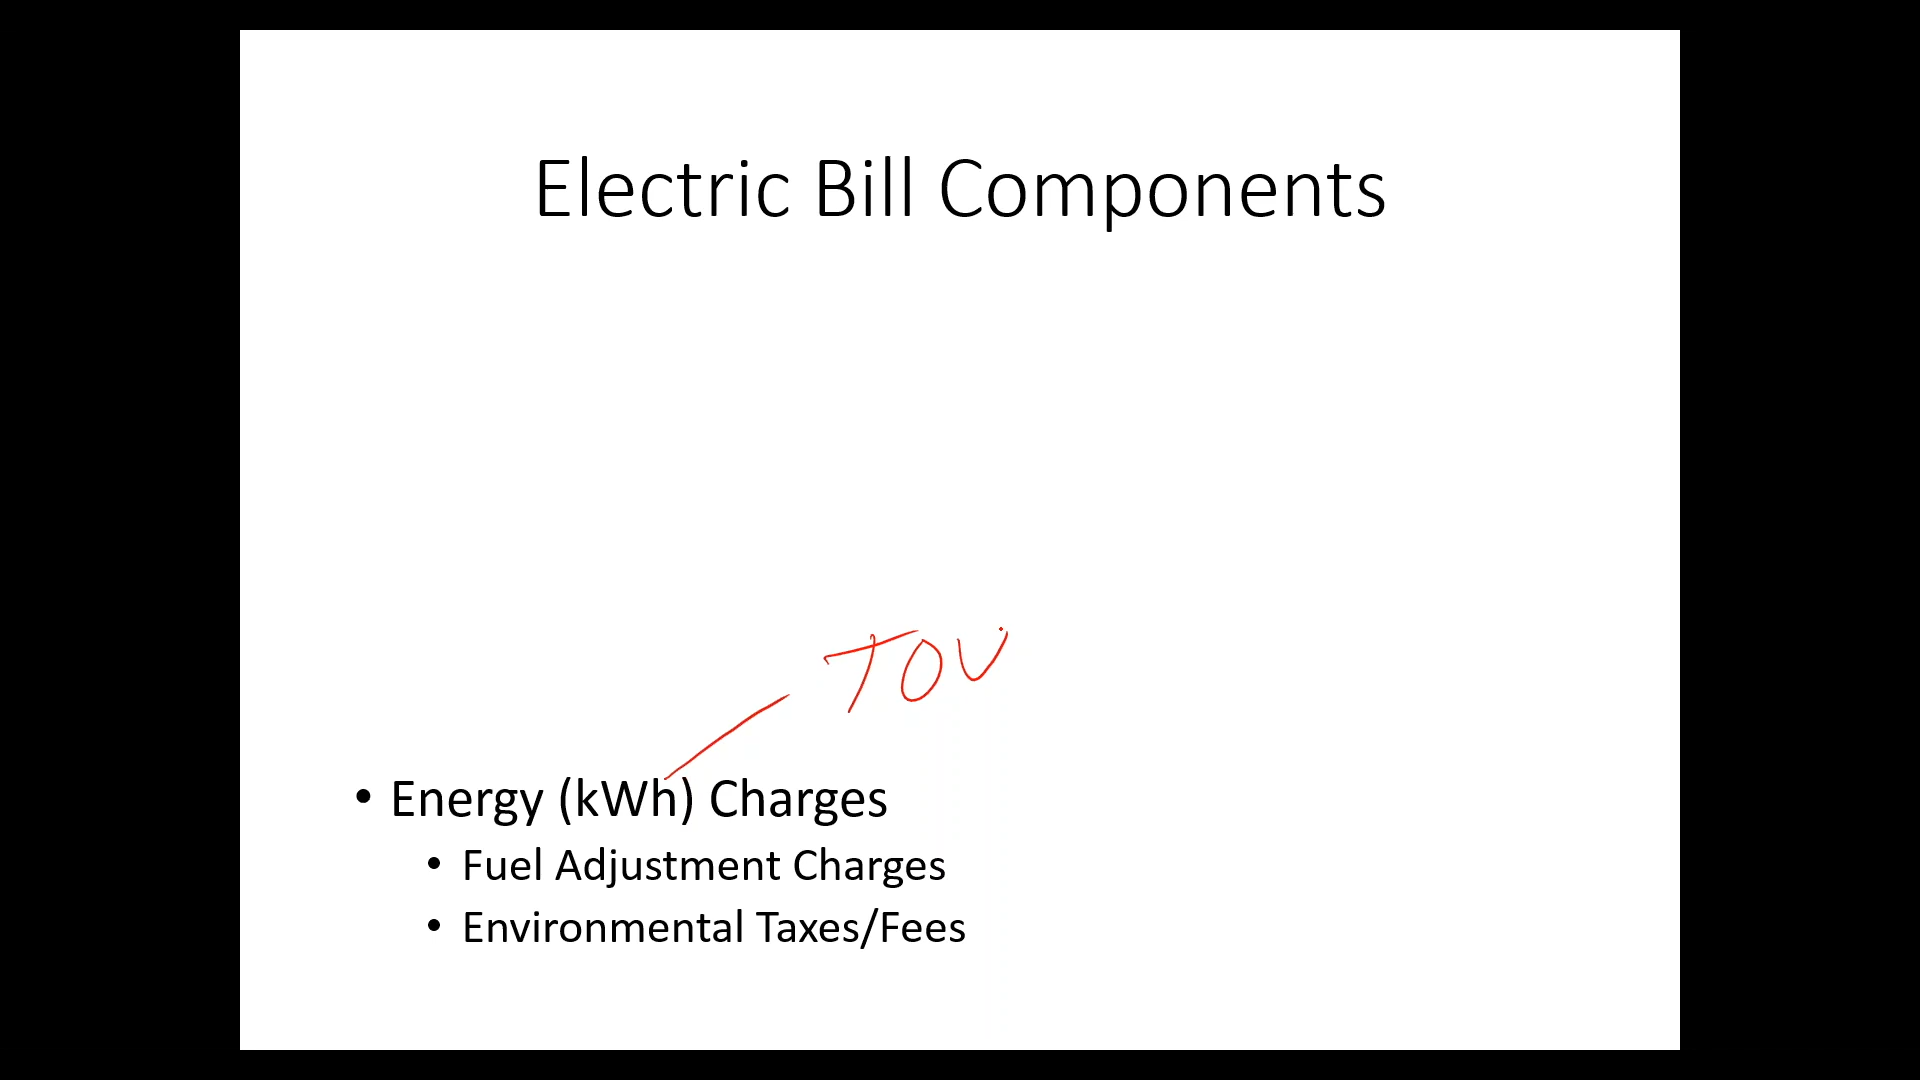 Electric Bill Components
TOU
• Energy (kWh) Charges
• Fuel Adjustment Charges
• Environmental Taxes/Fees